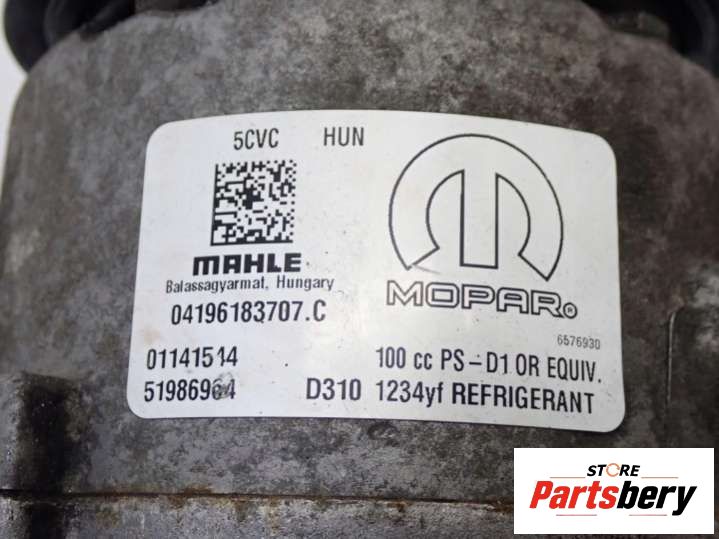 5CVC HUN
MAHLE
Balassagyarmat, Hungary
MOPAR®
04196183707.C
6576930
01141514 100 cc PS-D1 OR EQUIV.
D310 1234yf REFRIGERANT
STORE
Partsbery